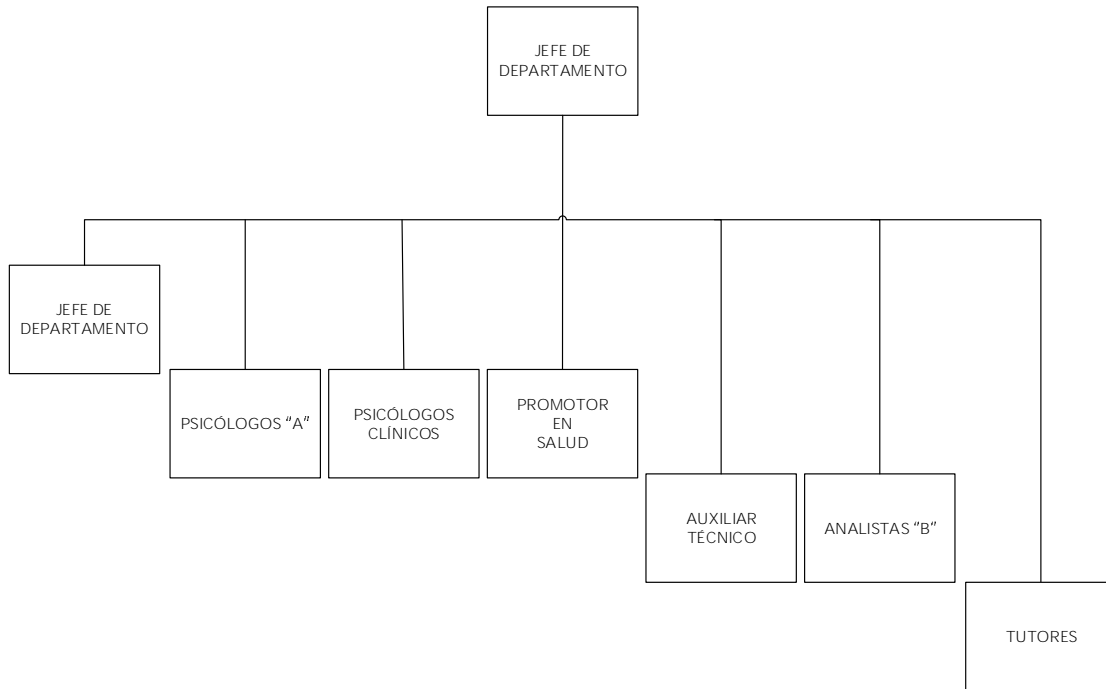 JEFE DE
DEPARTAMENTO
JEFE DE
DEPARTAMENTO
PSICÓLOGOS "A"
PSICÓLOGOS
CLÍNICOS
PROMOTOR
EN
SALUD
AUXILIAR
TÉCNICO
ANALISTAS "B"
TUTORES